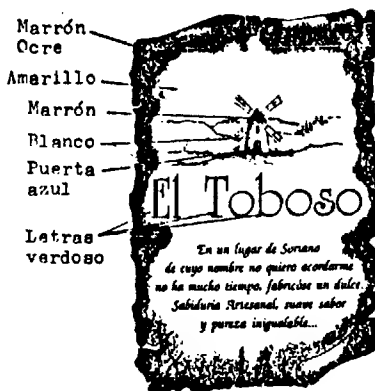 Marrón
Ocre
Amarillo
Marrón
Blanco
Puerta
azul
El Toboso
Letras
verdoso
En un lugar de Soriano
de cuyo nombre no quiero acordarme
no ha mucho tiempo, fabricóse un dulce.
Sabiduría Artesanal, suave sabor
y pureza inigualable...